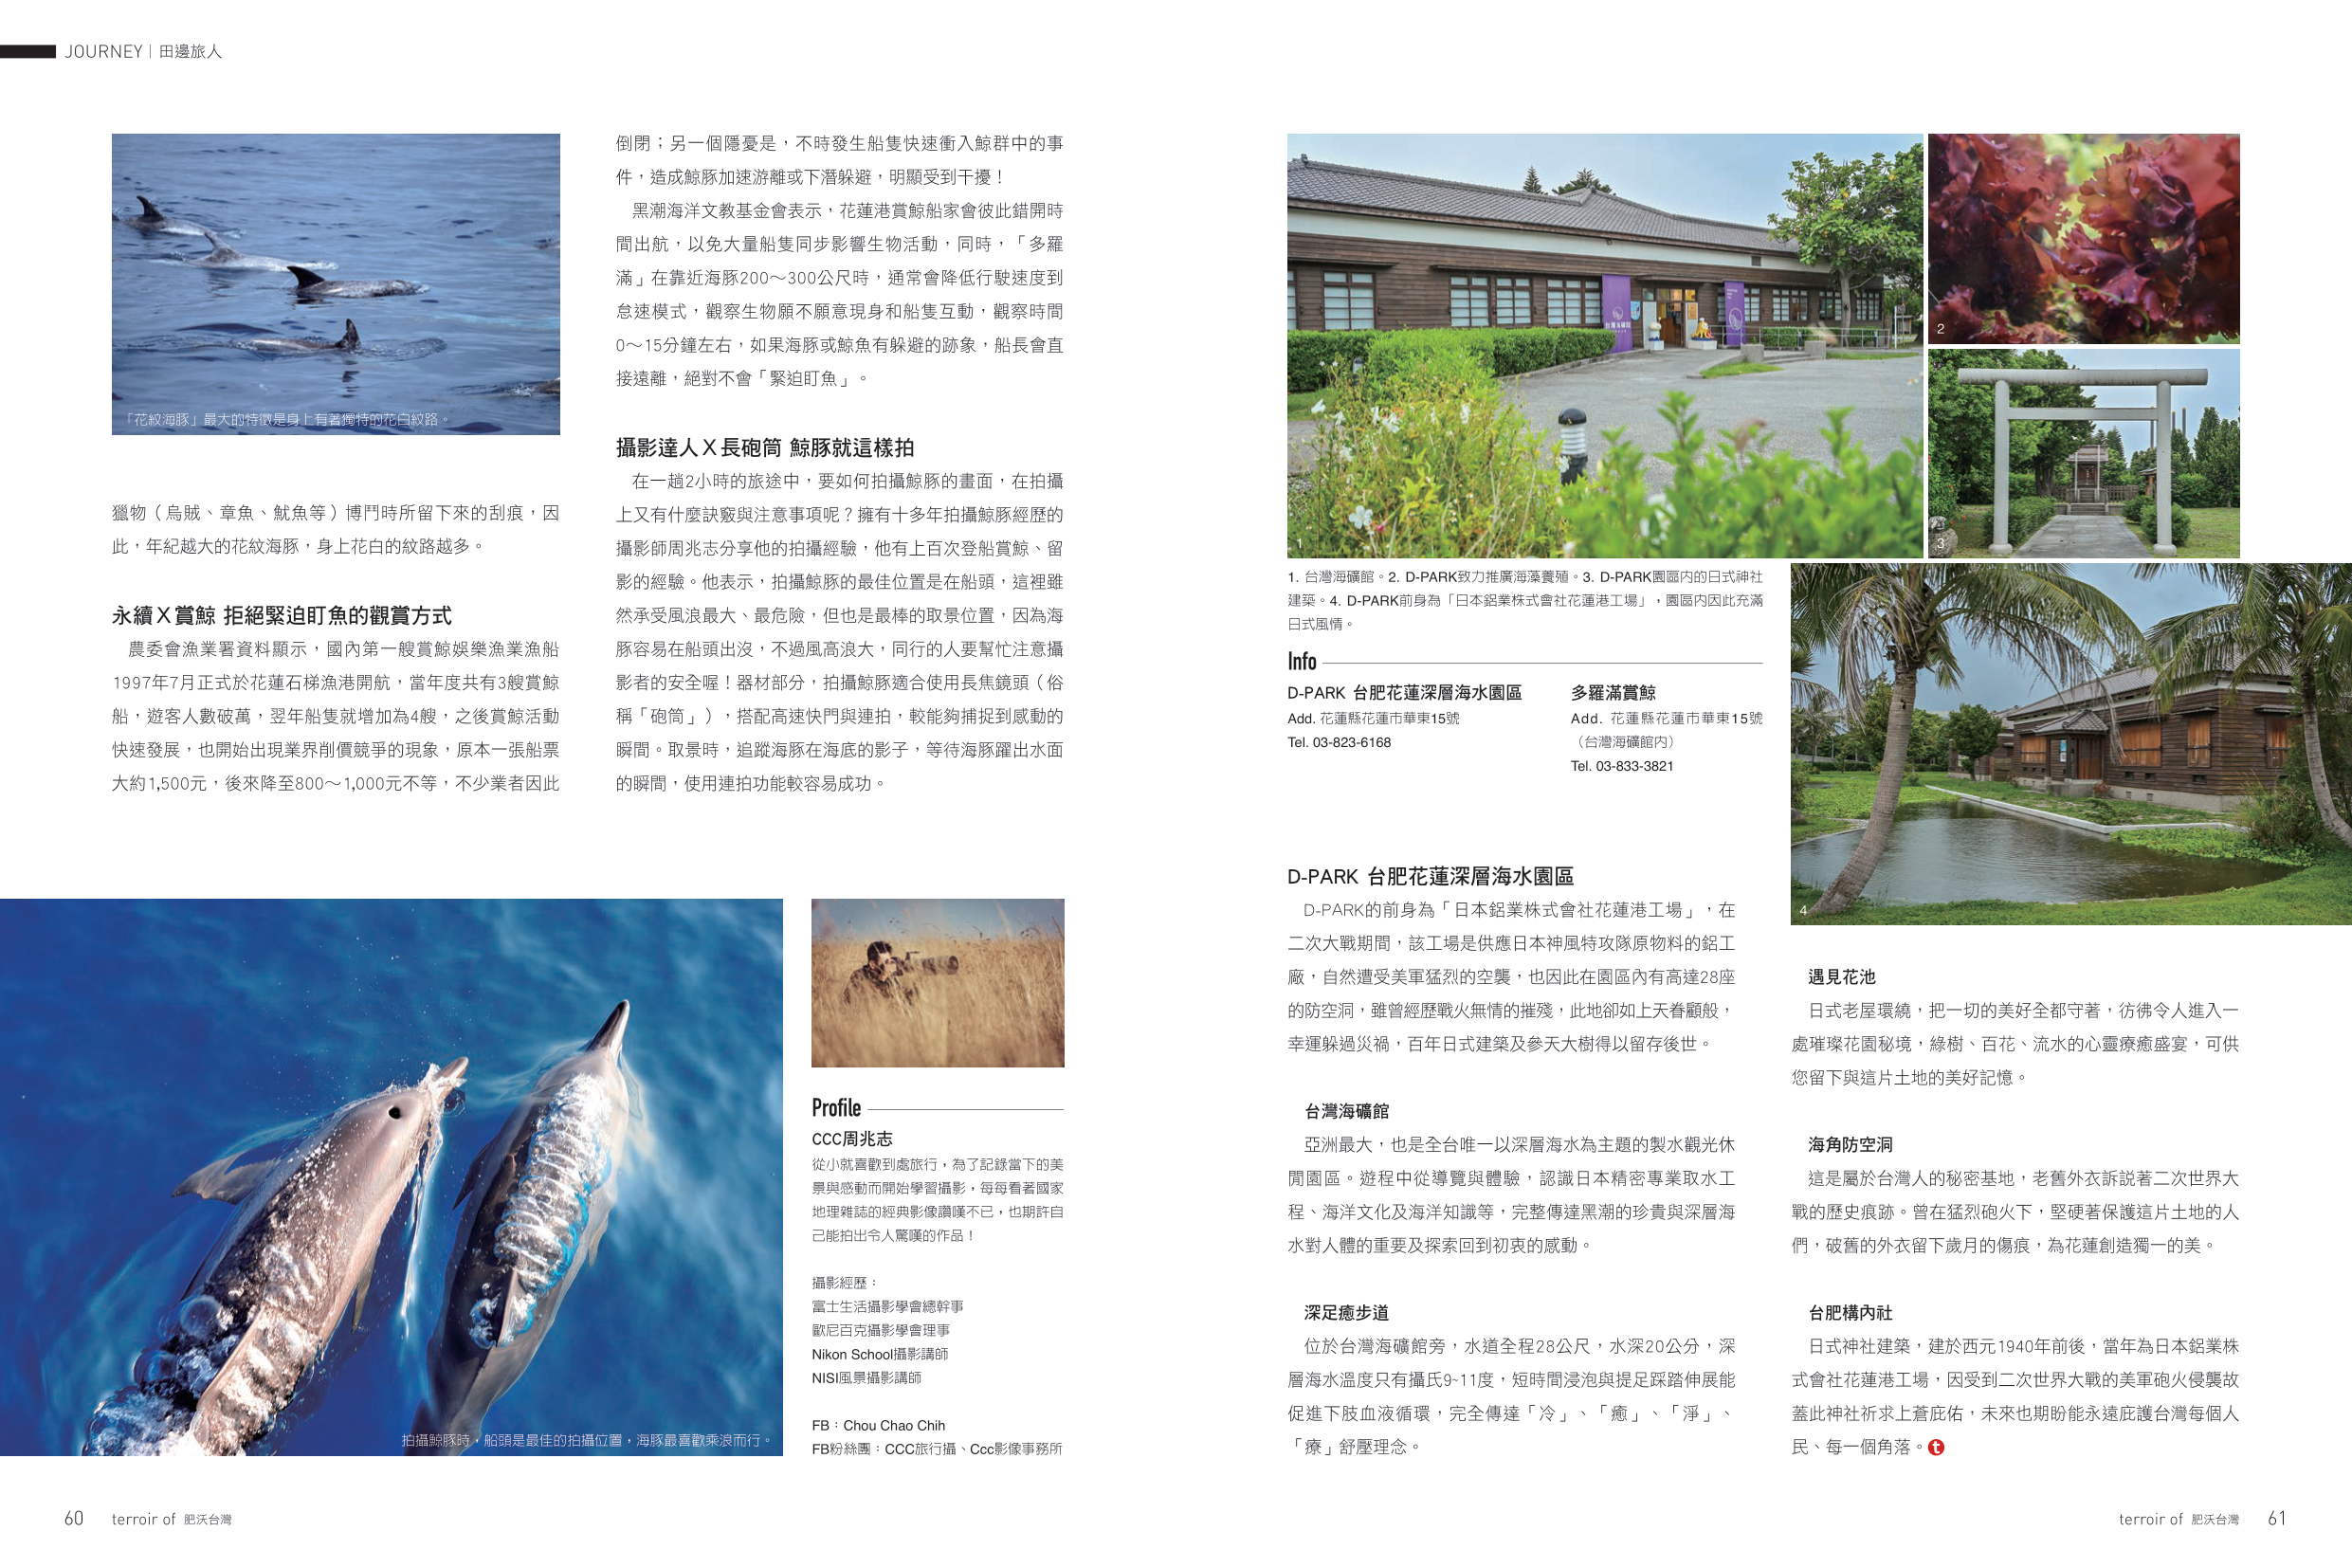 JOURNEY｜田邊旅人
「花紋海豚」最大的特徵是身上有著獨特的花白紋路。
獵物（烏賊、章魚、魷魚等）博鬥時所留下來的刮痕，因
此，年紀越大的花紋海豚，身上花白的紋路越多。
永續Ｘ賞鯨 拒絕緊迫盯魚的觀賞方式
農委會漁業署資料顯示，國內第一艘賞鯨娛樂漁業漁船
1997年7月正式於花蓮石梯漁港開航，當年度共有3艘賞鯨
船，遊客人數破萬，翌年船隻就增加為4艘，之後賞鯨活動
快速發展，也開始出現業界削價競爭的現象，原本一張船票
大約1,500元，後來降至800～1,000元不等，不少業者因此
倒閉；另一個隱憂是，不時發生船隻快速衝入鯨群中的事
件，造成鯨豚加速游離或下潛躲避，明顯受到干擾！
黑潮海洋文教基金會表示，花蓮港賞鯨船家會彼此錯開時
間出航，以免大量船隻同步影響生物活動，同時，「多羅
滿」在靠近海豚200～300公尺時，通常會降低行駛速度到
怠速模式，觀察生物願不願意現身和船隻互動，觀察時間
0～15分鐘左右，如果海豚或鯨魚有躲避的跡象，船長會直
接遠離，絕對不會「緊迫盯魚」。
攝影達人Ｘ長砲筒 鯨豚就這樣拍
在一趟2小時的旅途中，要如何拍攝鯨豚的畫面，在拍攝
上又有什麼訣竅與注意事項呢？擁有十多年拍攝鯨豚經歷的
攝影師周兆志分享他的拍攝經驗，他有上百次登船賞鯨、留
影的經驗。他表示，拍攝鯨豚的最佳位置是在船頭，這裡雖
然承受風浪最大、最危險，但也是最棒的取景位置，因為海
豚容易在船頭出沒，不過風高浪大，同行的人要幫忙注意攝
影者的安全喔！器材部分，拍攝鯨豚適合使用長焦鏡頭（俗
稱「砲筒」），搭配高速快門與連拍，較能夠捕捉到感動的
瞬間。取景時，追蹤海豚在海底的影子，等待海豚躍出水面
的瞬間，使用連拍功能較容易成功。
拍攝鯨豚時，船頭是最佳的拍攝位置，海豚最喜歡乘浪而行。
Profile
CCC周兆志
從小就喜歡到處旅行，為了記錄當下的美
景與感動而開始學習攝影，每每看著國家
地理雜誌的經典影像讚嘆不已，也期許自
己能拍出令人驚嘆的作品！
攝影經歷：
富士生活攝影學會總幹事
歐尼百克攝影學會理事
Nikon School攝影講師
NISI風景攝影講師
FB：Chou Chao Chih
FB粉絲團：CCC旅行攝、Ccc影像事務所
60 terroir of 肥沃台灣
台灣海礦館
1
2
3
1. 台灣海礦館。2. D-PARK致力推廣海藻養殖。3. D-PARK園區內的日式神社
建築。4. D-PARK前身為「日本鋁業株式會社花蓮港工場」，園區內因此充滿
日式風情。
Info
D-PARK 台肥花蓮深層海水園區
Add. 花蓮縣花蓮市華東15號
Tel. 03-823-6168
多羅滿賞鯨
Add. 花蓮縣花蓮市華東15號
（台灣海礦館內）
Tel. 03-833-3821
4
D-PARK 台肥花蓮深層海水園區
D-PARK的前身為「日本鋁業株式會社花蓮港工場」，在
二次大戰期間，該工場是供應日本神風特攻隊原物料的鋁工
廠，自然遭受美軍猛烈的空襲，也因此在園區內有高達28座
的防空洞，雖曾經歷戰火無情的摧殘，此地卻如上天眷顧般，
幸運躲過災禍，百年日式建築及參天大樹得以留存後世。
台灣海礦館
亞洲最大，也是全台唯一以深層海水為主題的製水觀光休
閒園區。遊程中從導覽與體驗，認識日本精密專業取水工
程、海洋文化及海洋知識等，完整傳達黑潮的珍貴與深層海
水對人體的重要及探索回到初衷的感動。
深足癒步道
位於台灣海礦館旁，水道全程28公尺，水深20公分，深
層海水溫度只有攝氏9~11度，短時間浸泡與提足踩踏伸展能
促進下肢血液循環，完全傳達「冷」、「癒」、「淨」、
「療」舒壓理念。
遇見花池
日式老屋環繞，把一切的美好全都守著，彷彿令人進入一
處璀璨花園秘境，綠樹、百花、流水的心靈療癒盛宴，可供
您留下與這片土地的美好記憶。
海角防空洞
這是屬於台灣人的秘密基地，老舊外衣訴說著二次世界大
戰的歷史痕跡。曾在猛烈砲火下，堅硬著保護這片土地的人
們，破舊的外衣留下歲月的傷痕，為花蓮創造獨一的美。
台肥構內社
日式神社建築，建於西元1940年前後，當年為日本鋁業株
式會社花蓮港工場，因受到二次世界大戰的美軍砲火侵襲故
蓋此神社祈求上蒼庇佑，未來也期盼能永遠庇護台灣每個人
民、每一個角落。t
terroir of 肥沃台灣 61